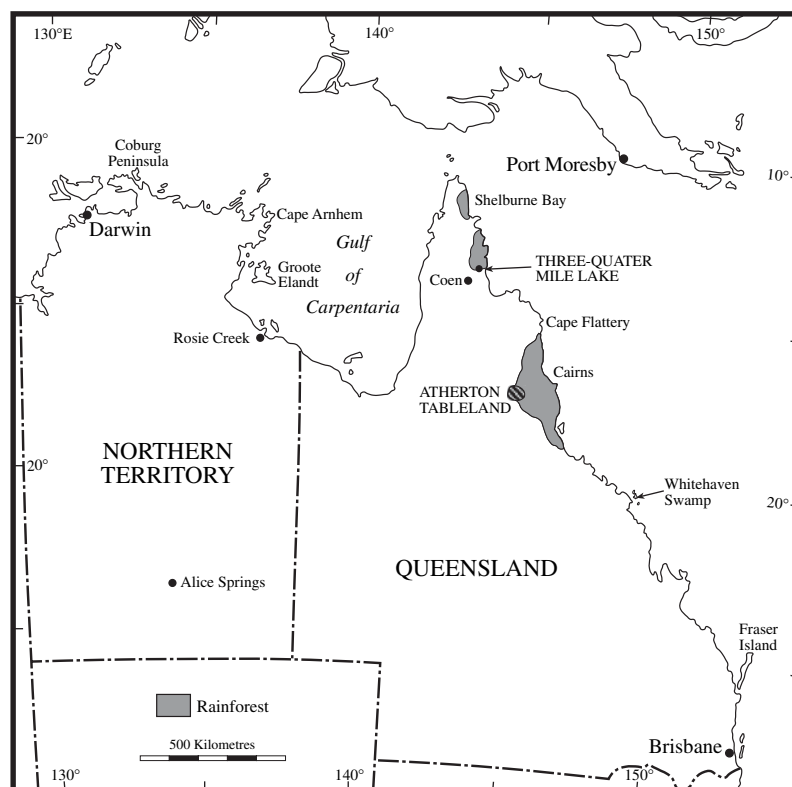 130°E
140°
150°
20°
Coburg
Peninsula
Port Moresby
10°
Shelburne Bay
Cape Arnhem
Darwin
Gulf
of
Carpentaria
THREE-QUATER
MILE LAKE
Groote
Elandt
Coen
Cape Flattery
Rosie Creek
Cairns
ATHERTON
TABLELAND
NORTHERN
TERRITORY
20°
Whitehaven
Swamp
20°
QUEENSLAND
Alice Springs
Fraser
Island
Rainforest
500 Kilometres
Brisbane
130°
140°
150°